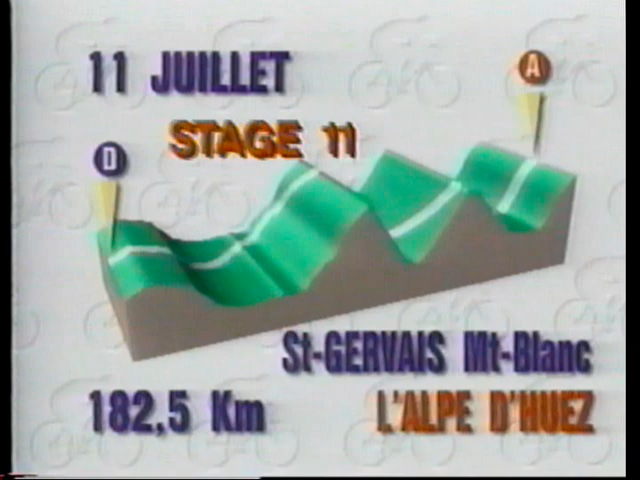 11 JUILLET
A
STAGE 11
D
St-GERVAIS Mt-Blanc
182,5 Km
L'ALPE D'HUEZ